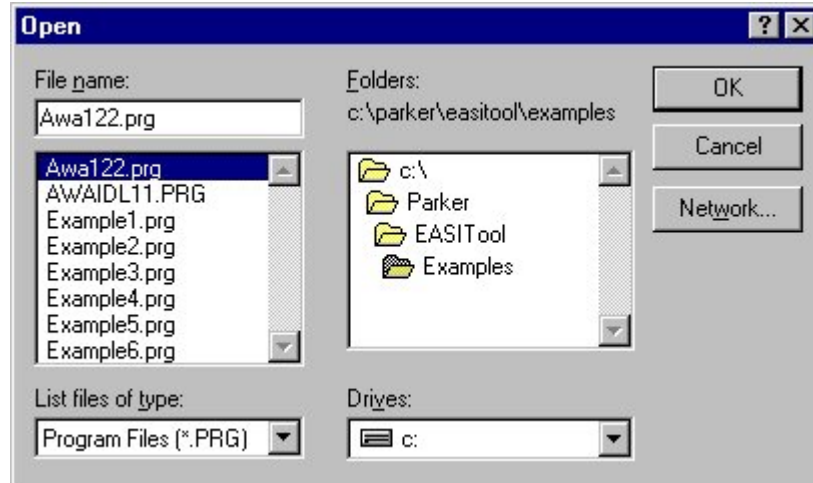 Open
File name:
Awa122.prg
Awa122.prg
AWAIDL11.PRG
Example1.prg
Example2.prg
Example3.prg
Example4.prg
Example5.prg
Example6.prg
List files of type:
Program Files (*.PRG)
Folders:
c:\parker\easitool\examples
c:\
Parker
EASITool
Examples
Drives:
c:
OK
Cancel
Network...